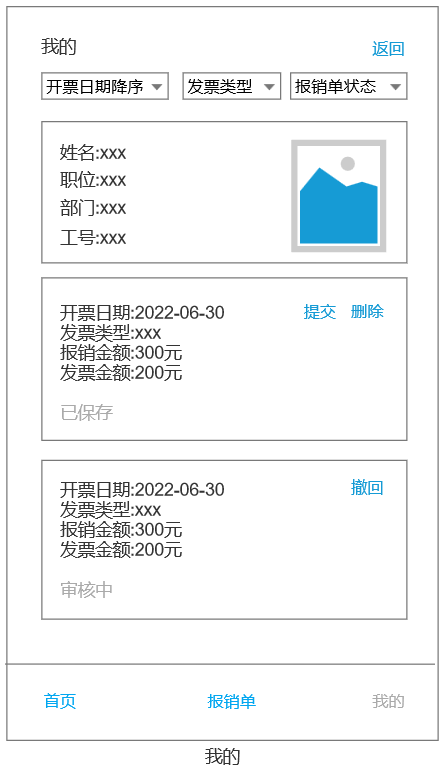 我的 返回
开票日期降序 发票类型 报销单状态
姓名:xxx
职位:xxx
部门:xxx
工号:xxx
开票日期:2022-06-30 提交 删除
发票类型:xxx
报销金额:300元
发票金额:200元
已保存
开票日期:2022-06-30 撤回
发票类型:xxx
报销金额:300元
发票金额:200元
审核中
首页 报销单 我的
我的